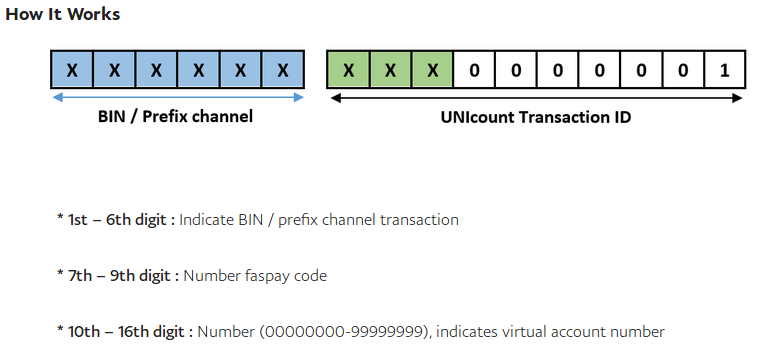 How It Works
X X X X X X X X X 0 0 0 0 0 0 1
BIN / Prefix channel UNIcount Transaction ID
* 1st – 6th digit : Indicate BIN / prefix channel transaction
* 7th – 9th digit : Number faspay code
* 10th – 16th digit : Number (00000000-99999999), indicates virtual account number